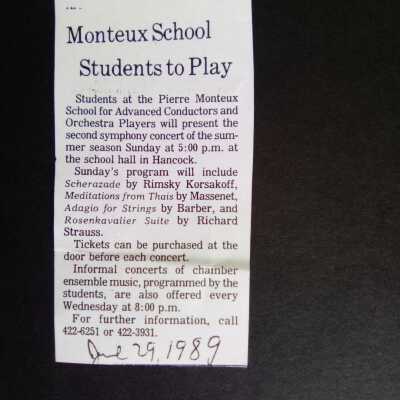 Monteux School
Students to Play
Students at the Pierre Monteux
School for Advanced Conductors and
Orchestra Players will present the
second symphony concert of the sum-
mer season Sunday at 5:00 p.m. at
the school hall in Hancock.
Sunday's program will include
Scherazade by Rimsky Korsakoff,
Meditations from Thais by Massenet,
Adagio for Strings by Barber, and
Rosenkavalier Suite by Richard
Strauss.
Tickets can be purchased at the
door before each concert.
Informal concerts of chamber
ensemble music, programmed by the
students, are also offered every
Wednesday at 8:00 p.m.
For further information, call
422-6251 or 422-3931.
June 29, 1989